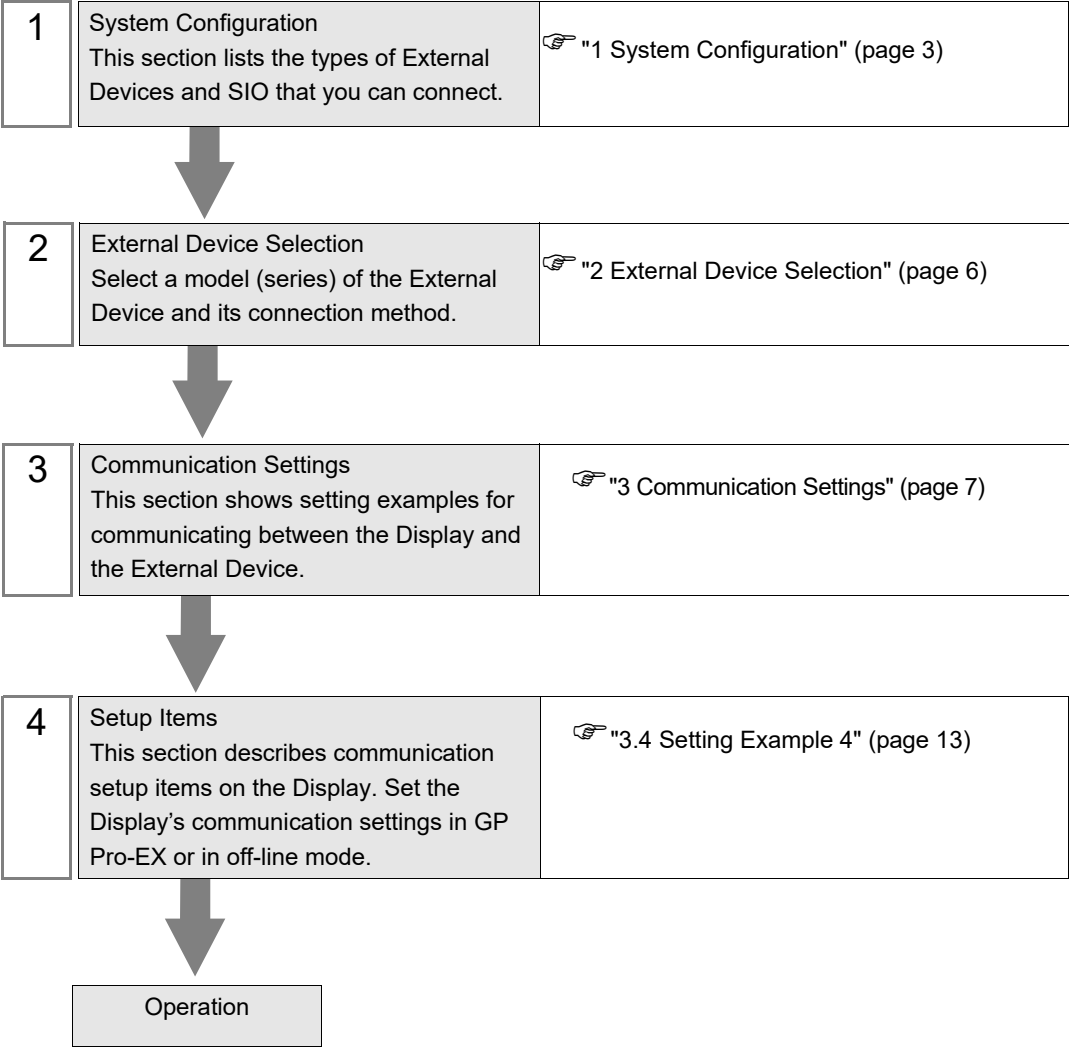 1
System Configuration
This section lists the types of External
Devices and SIO that you can connect.
"1 System Configuration" (page 3)
2
External Device Selection
Select a model (series) of the External
Device and its connection method.
"2 External Device Selection" (page 6)
3
Communication Settings
This section shows setting examples for
communicating between the Display and
the External Device.
"3 Communication Settings" (page 7)
4
Setup Items
This section describes communication
setup items on the Display. Set the
Display’s communication settings in GP
Pro-EX or in off-line mode.
"3.4 Setting Example 4" (page 13)
Operation